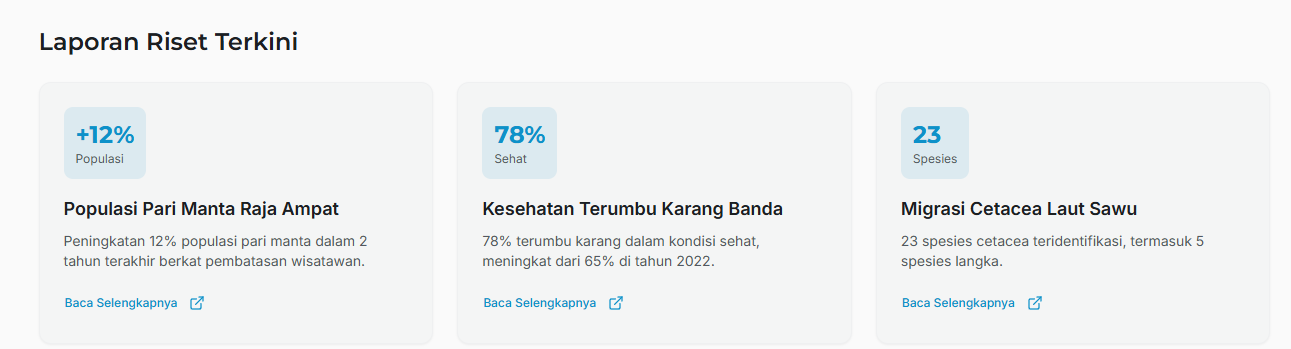 Laporan Riset Terkini
+12%
Populasi
Populasi Pari Manta Raja Ampat
Peningkatan 12% populasi pari manta dalam 2
tahun terakhir berkat pembatasan wisatawan.
Baca Selengkapnya
78%
Sehat
Kesehatan Terumbu Karang Banda
78% terumbu karang dalam kondisi sehat,
meningkat dari 65% di tahun 2022.
Baca Selengkapnya
23
Spesies
Migrasi Cetacea Laut Sawu
23 spesies cetacea teridentifikasi, termasuk 5
spesies langka.
Baca Selengkapnya